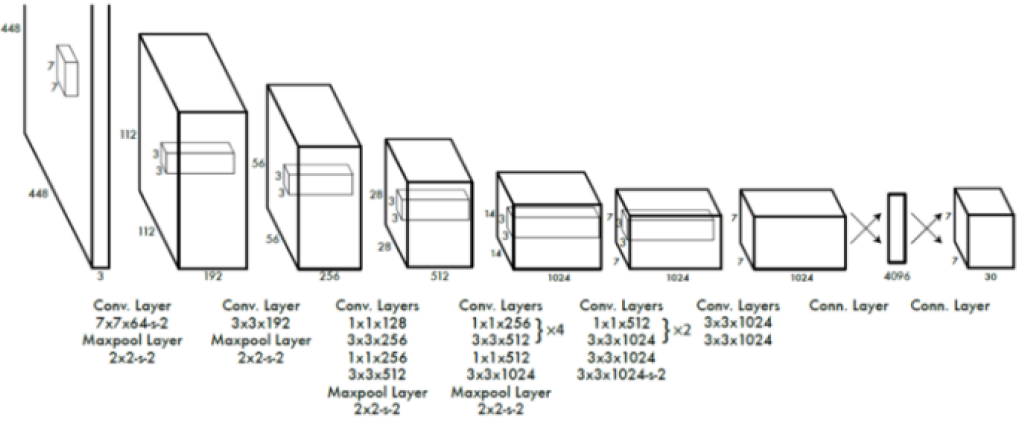 448
7
7
448
3
112
3
3
112
192
56
3
3
56
256
28
3
3
28
512
14
3
3
14
1024
7
3
3
7
1024
7
7
1024
4096
7
7
30
Conv. Layer
7x7x64-s-2
Maxpool Layer
2x2-s-2
Conv. Layer
3x3x192
Maxpool Layer
2x2-s-2
Conv. Layers
1x1x128
3x3x256
1x1x256
3x3x512
Maxpool Layer
2x2-s-2
Conv. Layers
1x1x256
3x3x512
}×4
1x1x512
3x3x1024
Maxpool Layer
2x2-s-2
Conv. Layers
1x1x512
3x3x1024
}×2
3x3x1024
3x3x1024-s-2
Conv. Layers
3x3x1024
3x3x1024
Conn. Layer
Conn. Layer